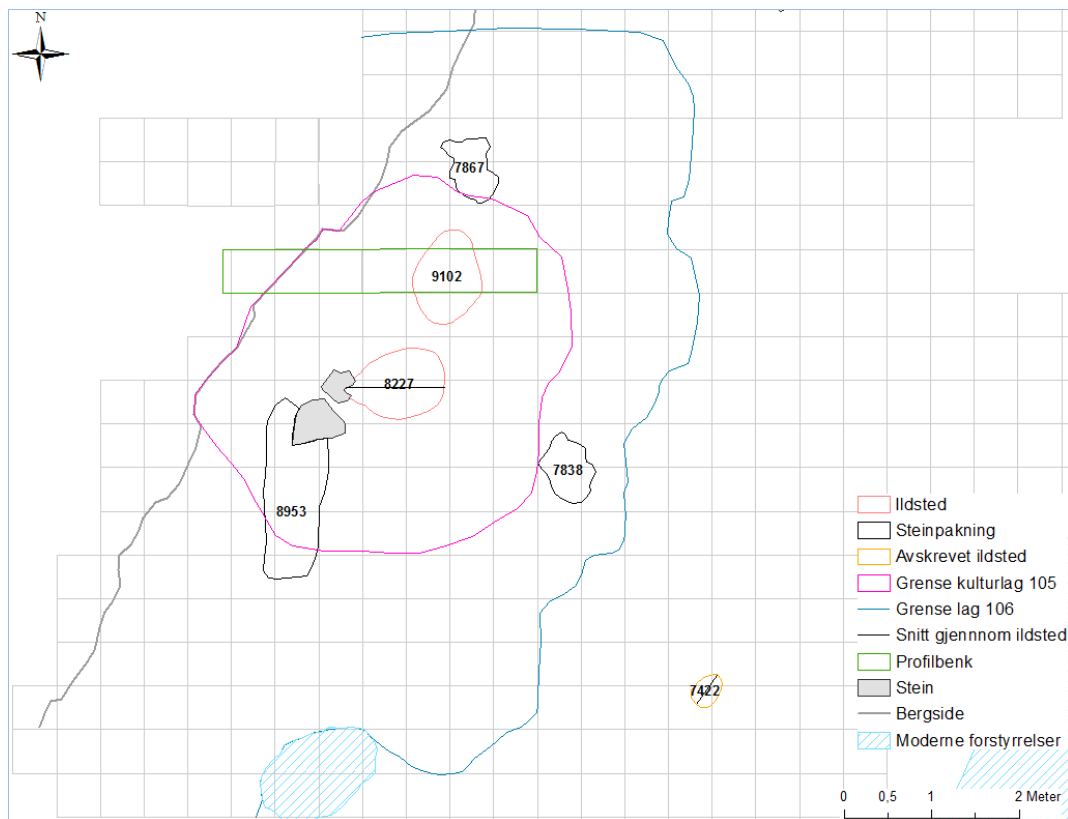 N
7867
9102
8227
7838
8953
7422
Ildsted
Steinpakning
Avskrevet ildsted
Grense kulturlag 105
Grense lag 106
Snitt gjennnom ildsted
Profilbenk
Stein
Bergside
Moderne forstyrrelser
0 0,5 1 2 Meter